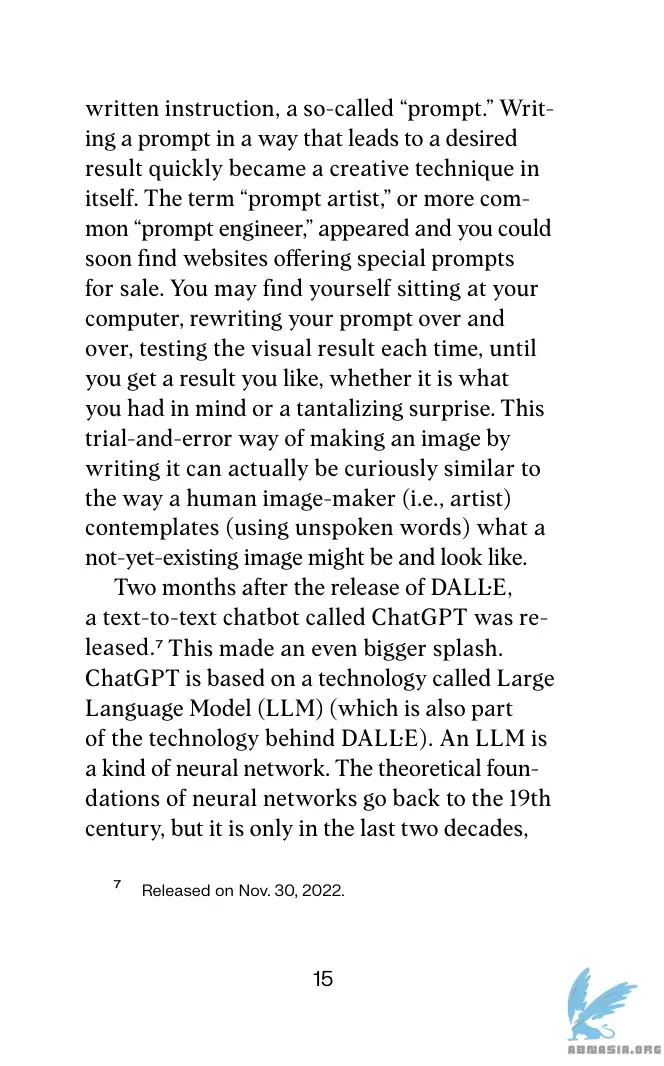 written instruction, a so-called “prompt.” Writ-
ing a prompt in a way that leads to a desired
result quickly became a creative technique in
itself. The term “prompt artist,” or more com-
mon “prompt engineer,” appeared and you could
soon find websites offering special prompts
for sale. You may find yourself sitting at your
computer, rewriting your prompt over and
over, testing the visual result each time, until
you get a result you like, whether it is what
you had in mind or a tantalizing surprise. This
trial-and-error way of making an image by
writing it can actually be curiously similar to
the way a human image-maker (i.e., artist)
contemplates (using unspoken words) what a
not-yet-existing image might be and look like.
Two months after the release of DALL·E,
a text-to-text chatbot called ChatGPT was re-
leased.⁷ This made an even bigger splash.
ChatGPT is based on a technology called Large
Language Model (LLM) (which is also part
of the technology behind DALL·E). An LLM is
a kind of neural network. The theoretical foun-
dations of neural networks go back to the 19th
century, but it is only in the last two decades,
⁷ Released on Nov. 30, 2022.
15
ABNASIA.ORG